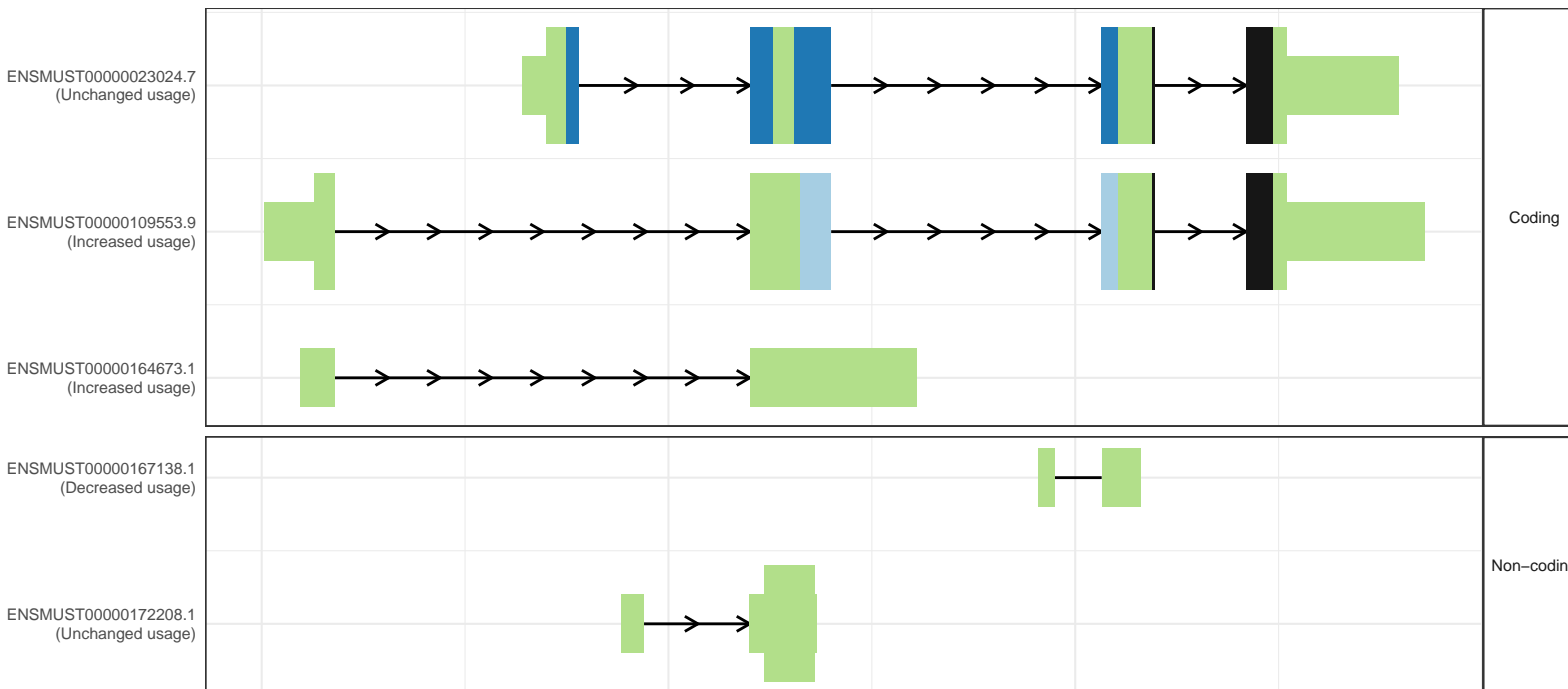 ENSMUST00000023024.7
(Unchanged usage)
ENSMUST00000109553.9
(Increased usage)
Coding
ENSMUST00000164673.1
(Increased usage)
ENSMUST00000167138.1
(Decreased usage)
Non−codin
ENSMUST00000172208.1
(Unchanged usage)